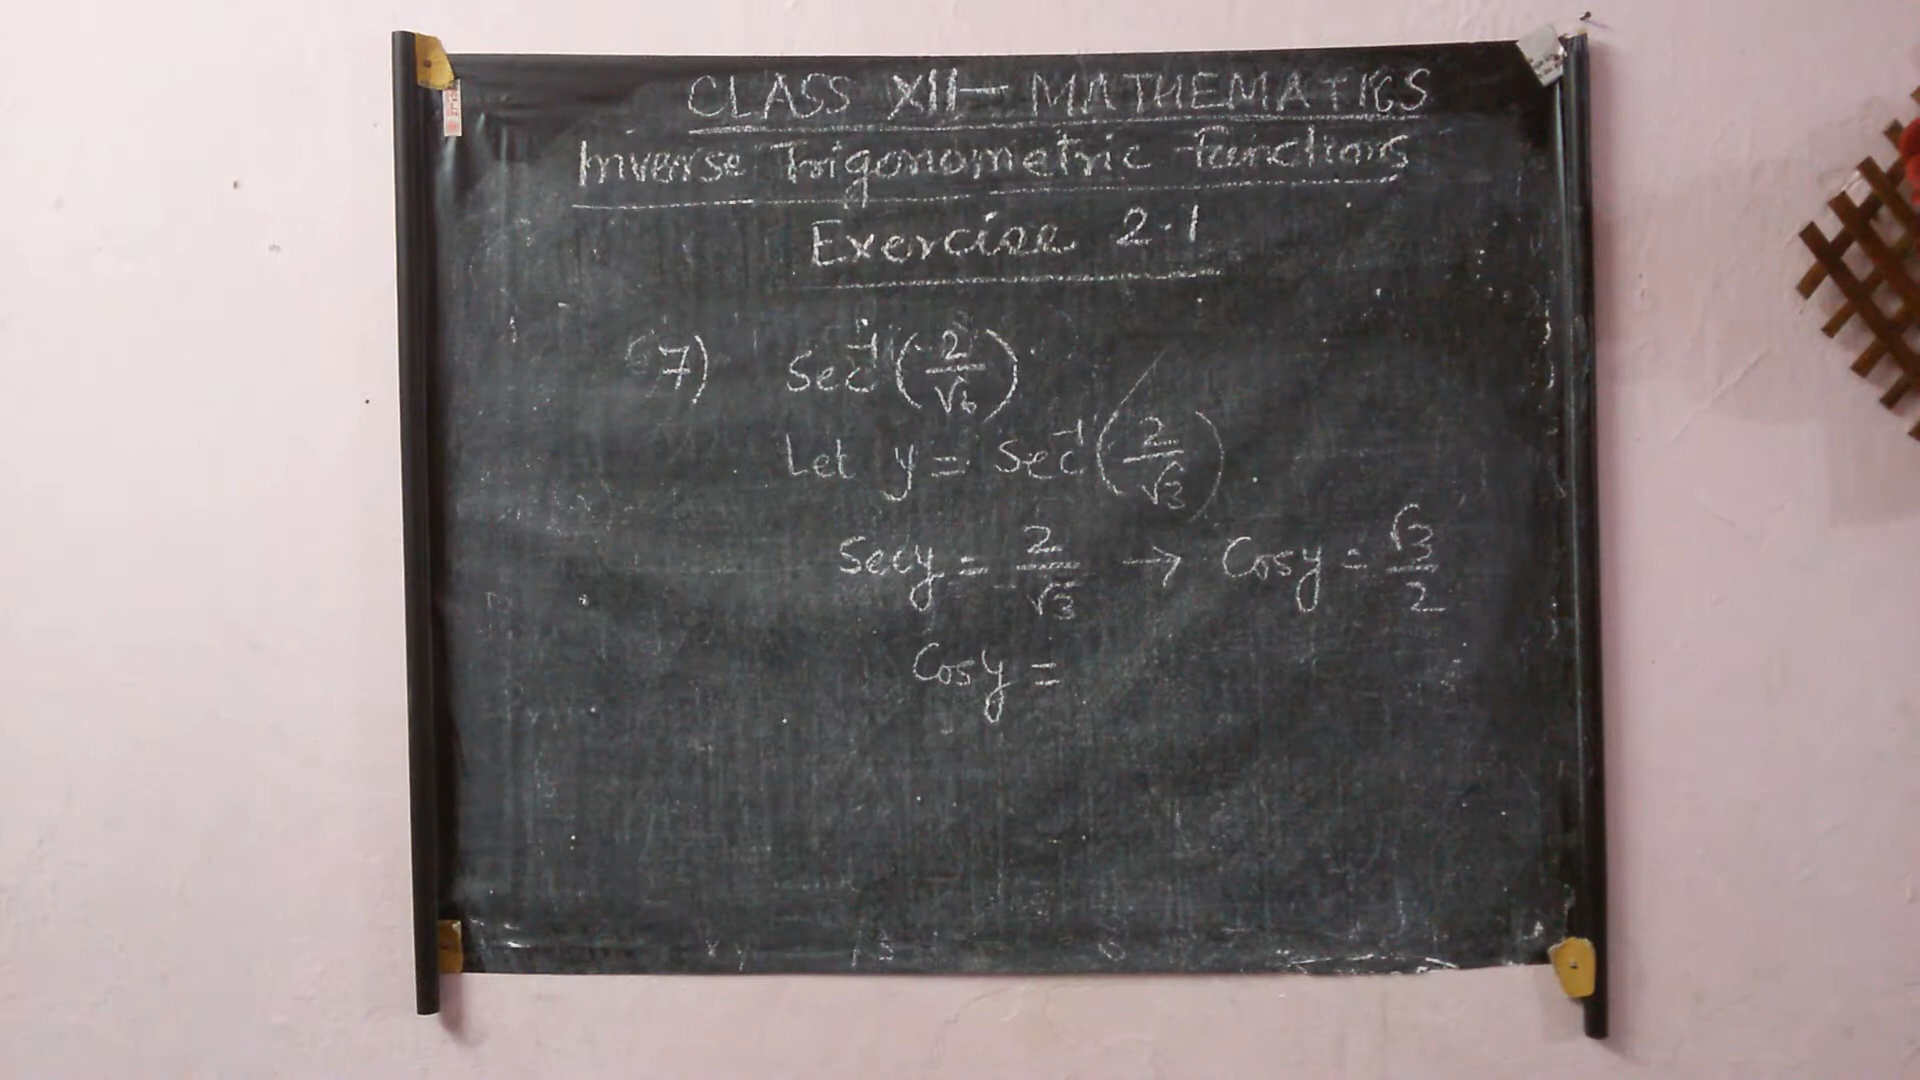 CLASS XII - MATHEMATICS
Inverse Trigonometric Functions
Exercise 2.1
7) Sec⁻¹(2/√3)
Let y = Sec⁻¹(2/√3).
Secy = 2/√3 → Cosy = √3/2
Cosy =